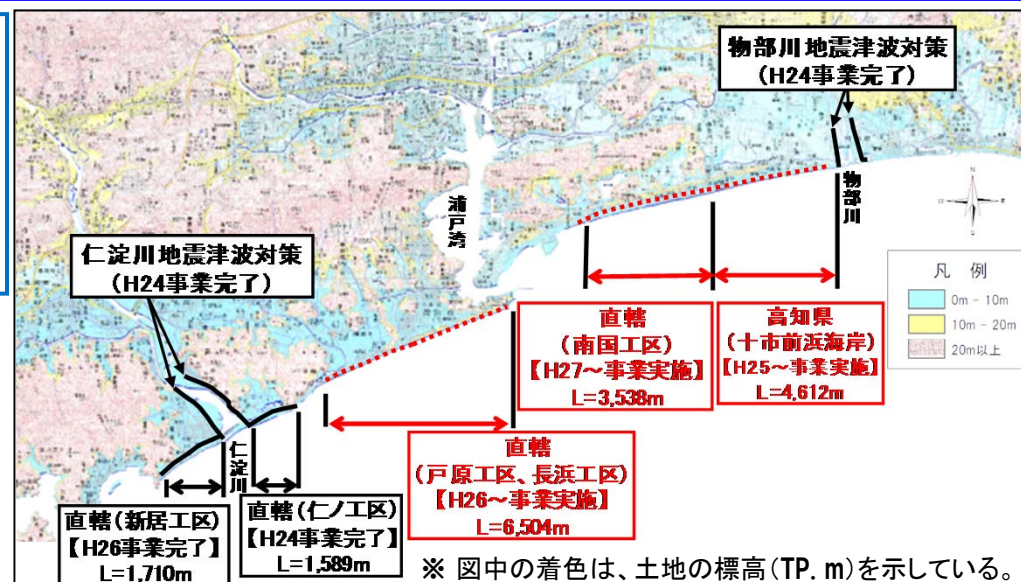 物部川地震津波対策
(H24事業完了)
物部川
浦戸湾
N
W
E
S
仁淀川地震津波対策
(H24事業完了)
凡 例
0m - 10m
10m - 20m
20m以上
直轄
(南国工区)
【H27～事業実施】
L=3,538m
高知県
(十市前浜海岸)
【H25～事業実施】
L=4,612m
仁淀川
直轄
(戸原工区、長浜工区)
【H26～事業実施】
L=6,504m
直轄(新居工区)
【H26事業完了】
L=1,710m
直轄(仁ノ工区)
【H24事業完了】
L=1,589m
※ 図中の着色は、土地の標高(TP. m)を示している。